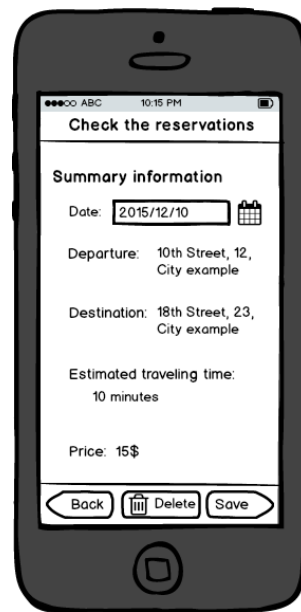 ABC 10:15 PM
Check the reservations
Summary information
Date: 2015/12/10
Departure: 10th Street, 12,
City example
Destination: 18th Street, 23,
City example
Estimated traveling time:
10 minutes
Price: 15$
Back Delete Save